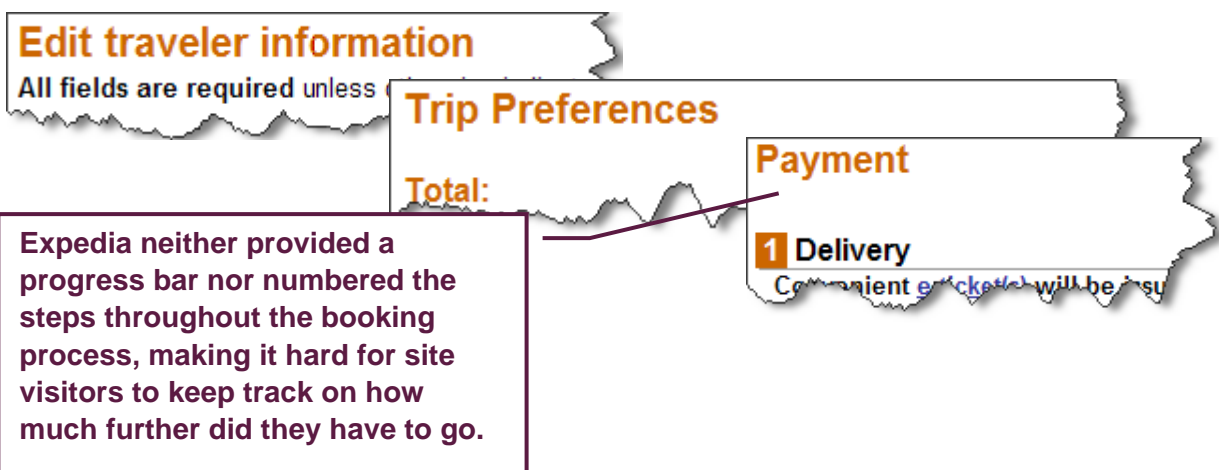 Edit traveler information
All fields are required unless
Trip Preferences
Total:
Payment
1 Delivery
Convenient e-ticket(s) will be
Expedia neither provided a
progress bar nor numbered the
steps throughout the booking
process, making it hard for site
visitors to keep track on how
much further did they have to go.